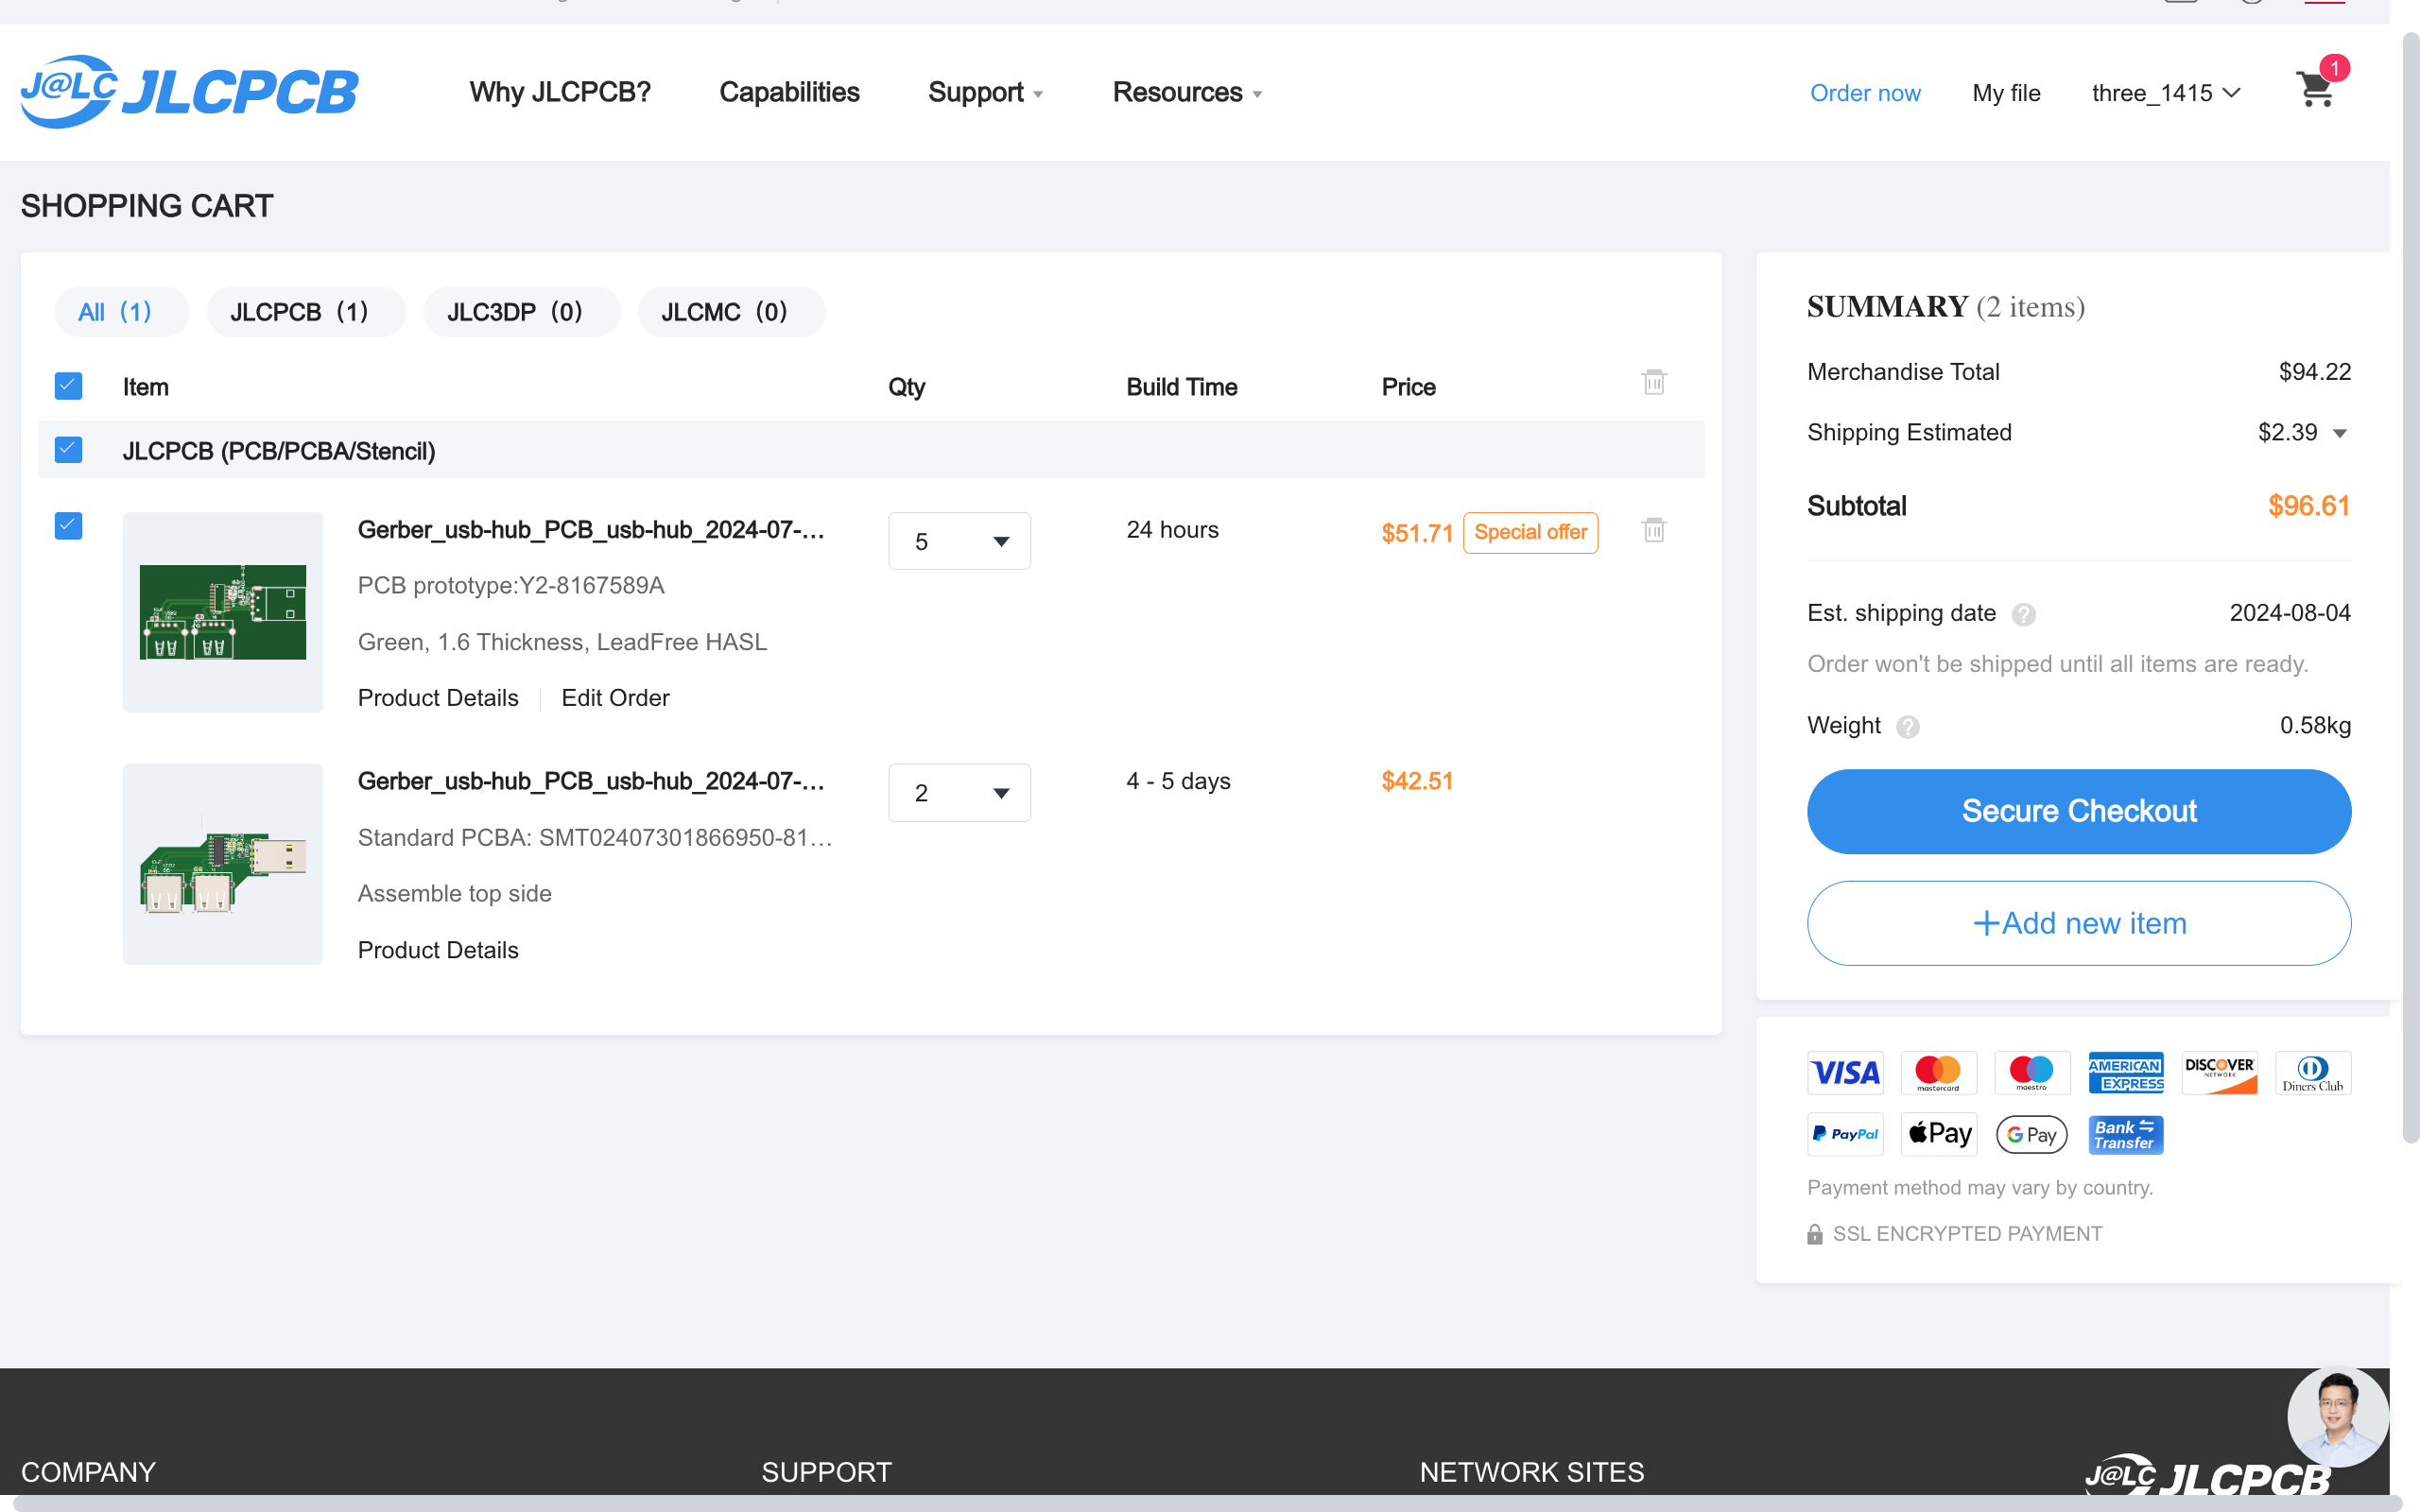 J@LC JLCPCB
Why JLCPCB?
Capabilities
Support
Resources
Order now
My file
three_1415
1
SHOPPING CART
All (1)
JLCPCB (1)
JLC3DP (0)
JLCMC (0)
Item
Qty
Build Time
Price
JLCPCB (PCB/PCBA/Stencil)
Gerber_usb-hub_PCB_usb-hub_2024-07-...
5
24 hours
$51.71
Special offer
PCB prototype:Y2-8167589A
Green, 1.6 Thickness, LeadFree HASL
Product Details
Edit Order
Gerber_usb-hub_PCB_usb-hub_2024-07-...
2
4 - 5 days
$42.51
Standard PCBA: SMT02407301866950-81...
Assemble top side
Product Details
SUMMARY (2 items)
Merchandise Total $94.22
Shipping Estimated $2.39
Subtotal $96.61
Est. shipping date ? 2024-08-04
Order won't be shipped until all items are ready.
Weight ? 0.58kg
Secure Checkout
+Add new item
VISA
mastercard
maestro
AMERICAN EXPRESS
DISCOVER NETWORK
Diners Club
PayPal
Pay
G Pay
Bank Transfer
Payment method may vary by country.
SSL ENCRYPTED PAYMENT
COMPANY
SUPPORT
NETWORK SITES
J@LC JLCPCB